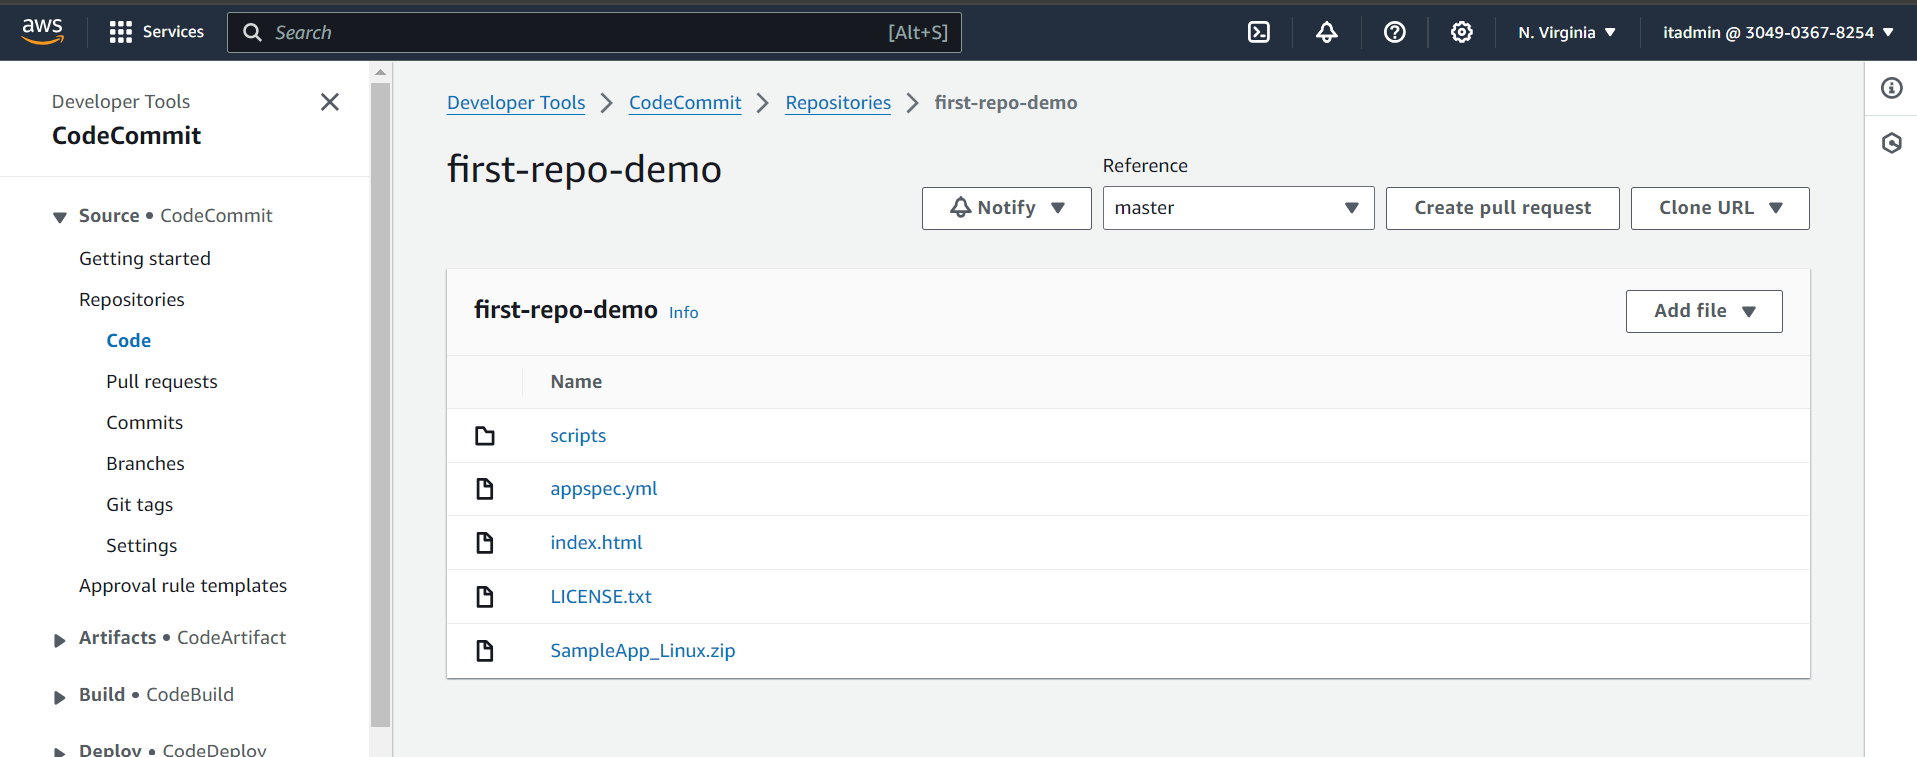 aws
Services
Search [Alt+S]
N. Virginia
itadmin @ 3049-0367-8254
Developer Tools
CodeCommit
Source • CodeCommit
Getting started
Repositories
Code
Pull requests
Commits
Branches
Git tags
Settings
Approval rule templates
Artifacts • CodeArtifact
Build • CodeBuild
Deploy • CodeDeploy
Developer Tools > CodeCommit > Repositories > first-repo-demo
first-repo-demo
Reference
Notify
master
Create pull request
Clone URL
first-repo-demo Info
Add file
Name
scripts
appspec.yml
index.html
LICENSE.txt
SampleApp_Linux.zip